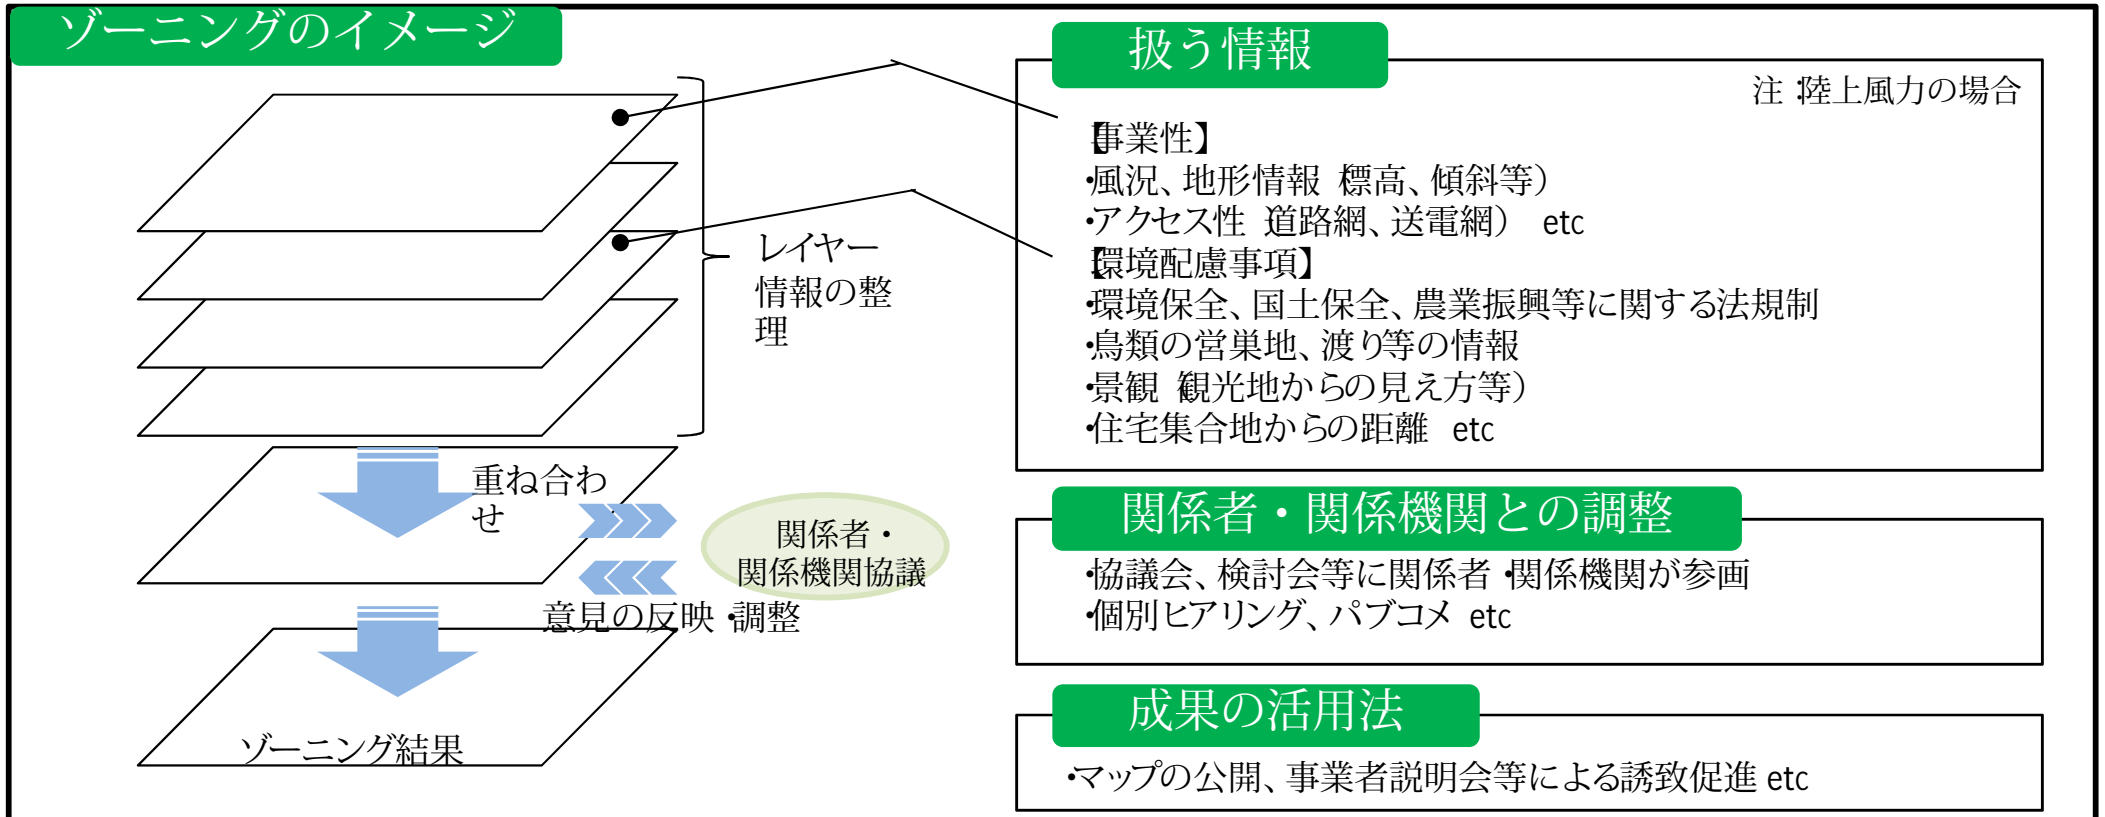 ゾーニングのイメージ
レイヤー
情報の整
理
重ね合わ
せ
関係者・
関係機関協議
意見の反映・調整
ゾーニング結果
扱う情報
注：陸上風力の場合
【事業性】
・風況、地形情報（標高、傾斜等）
・アクセス性（道路網、送電網） etc
【環境配慮事項】
・環境保全、国土保全、農業振興等に関する法規制
・鳥類の営巣地、渡り等の情報
・景観（観光地からの見え方等）
・住宅集合地からの距離 etc
関係者・関係機関との調整
・協議会、検討会等に関係者・関係機関が参画
・個別ヒアリング、パブコメ etc
成果の活用法
・マップの公開、事業者説明会等による誘致促進 etc